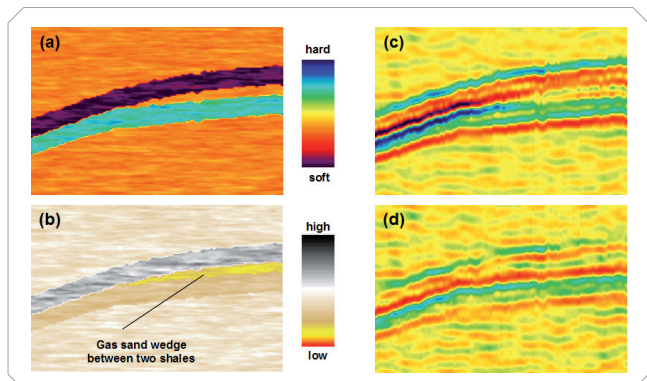 (a)
hard
soft
(c)
(b)
high
low
Gas sand wedge
between two shales
(d)